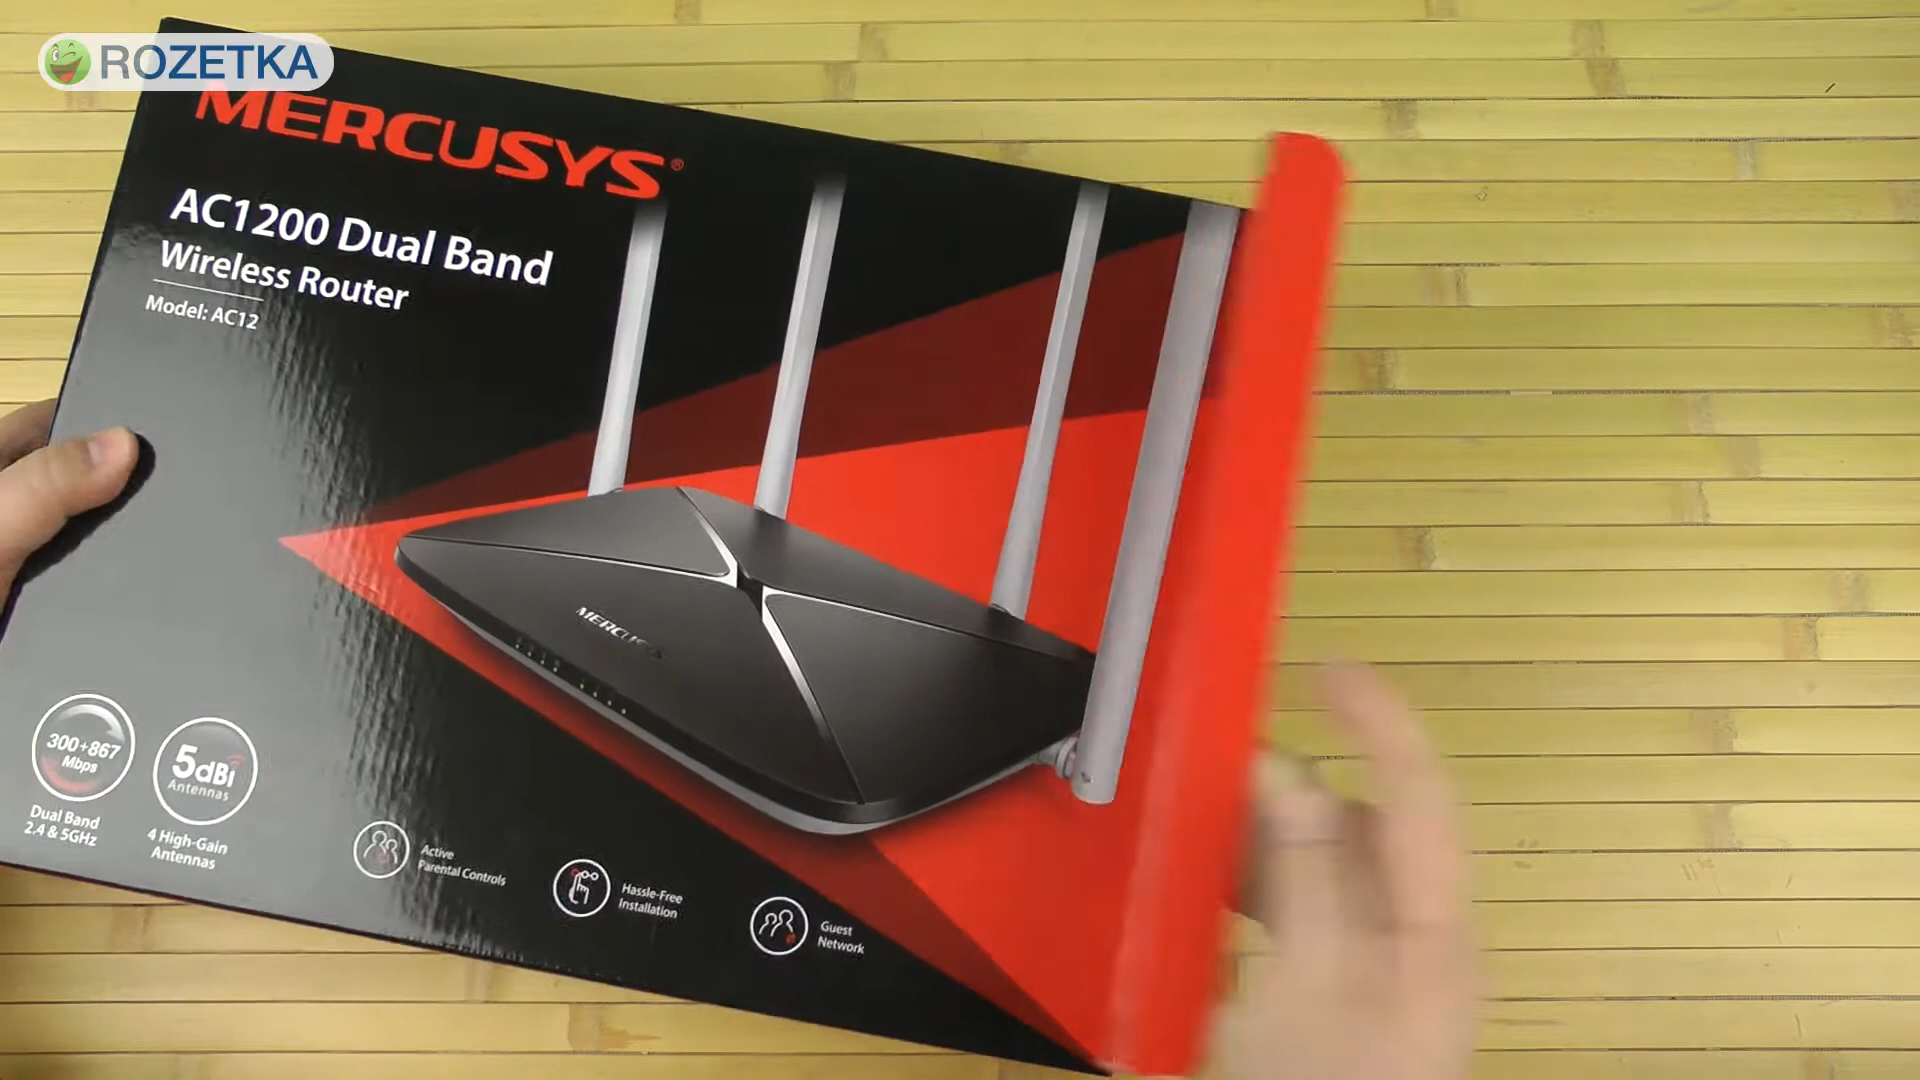 ROZETKA
MERCUSYS®
AC1200 Dual Band
Wireless Router
Model: AC12
MERCUSYS
300+867
Mbps
Dual Band
2.4 & 5GHz
5dBi
Antennas
4 High-Gain
Antennas
Active
Parental Controls
Hassle-Free
Installation
Guest
Network